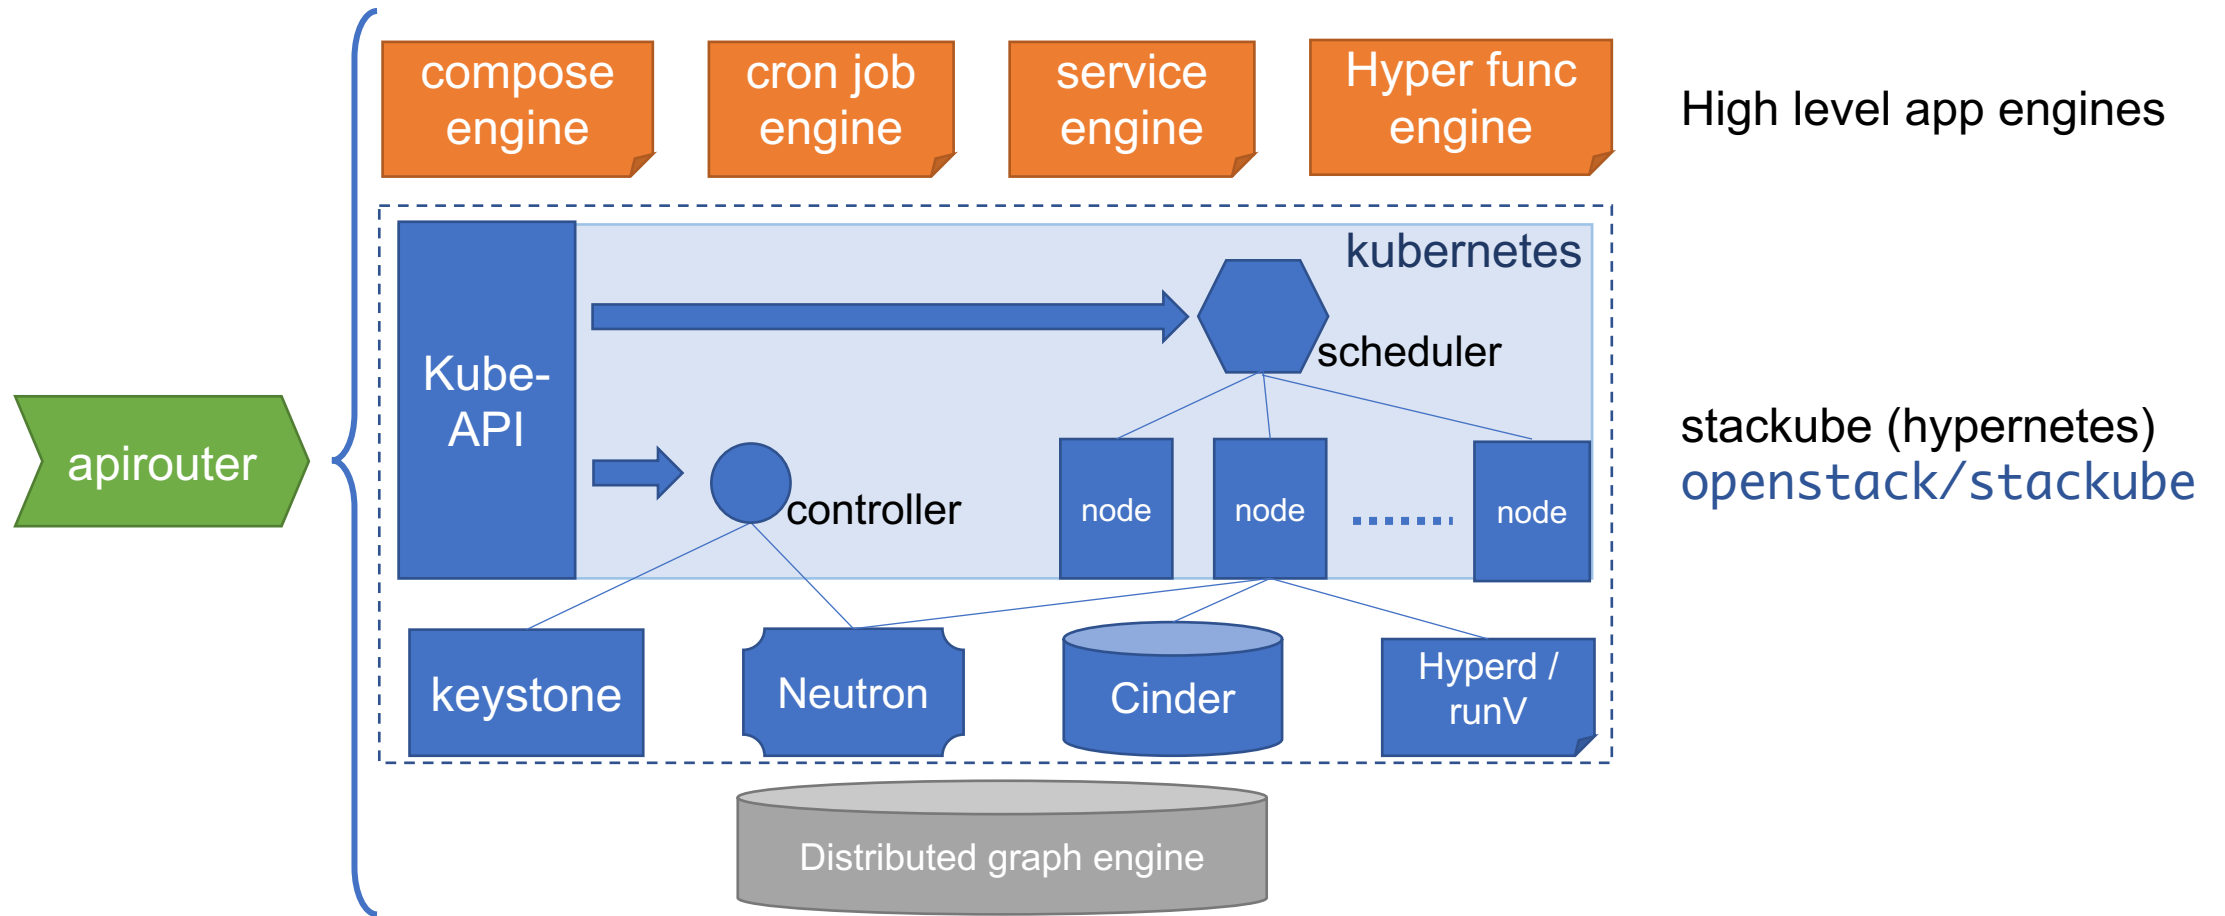 compose
engine
cron job
engine
service
engine
Hyper func
engine
High level app engines
kubernetes
scheduler
Kube-
API
apirouter
controller
node
node
node
stackube (hypernetes)
openstack/stackube
keystone
Neutron
Cinder
Hyperd /
runV
Distributed graph engine